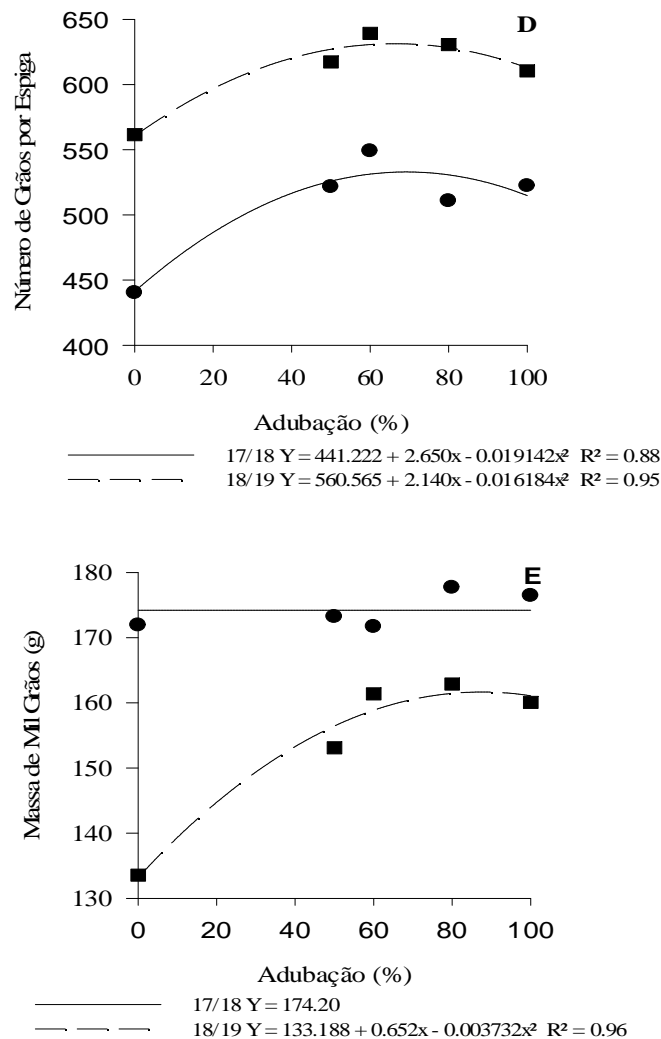 650
D
600
550
500
450
400
Número de Grãos por Espiga
0 20 40 60 80 100
Adubação (%)
17/18 Y = 441.222 + 2.650x - 0.019142x² R² = 0.88
18/19 Y = 560.565 + 2.140x - 0.016184x² R² = 0.95
180
E
170
160
150
140
130
Massa de Mil Grãos (g)
0 20 40 60 80 100
Adubação (%)
17/18 Y = 174.20
18/19 Y = 133.188 + 0.652x - 0.003732x² R² = 0.96